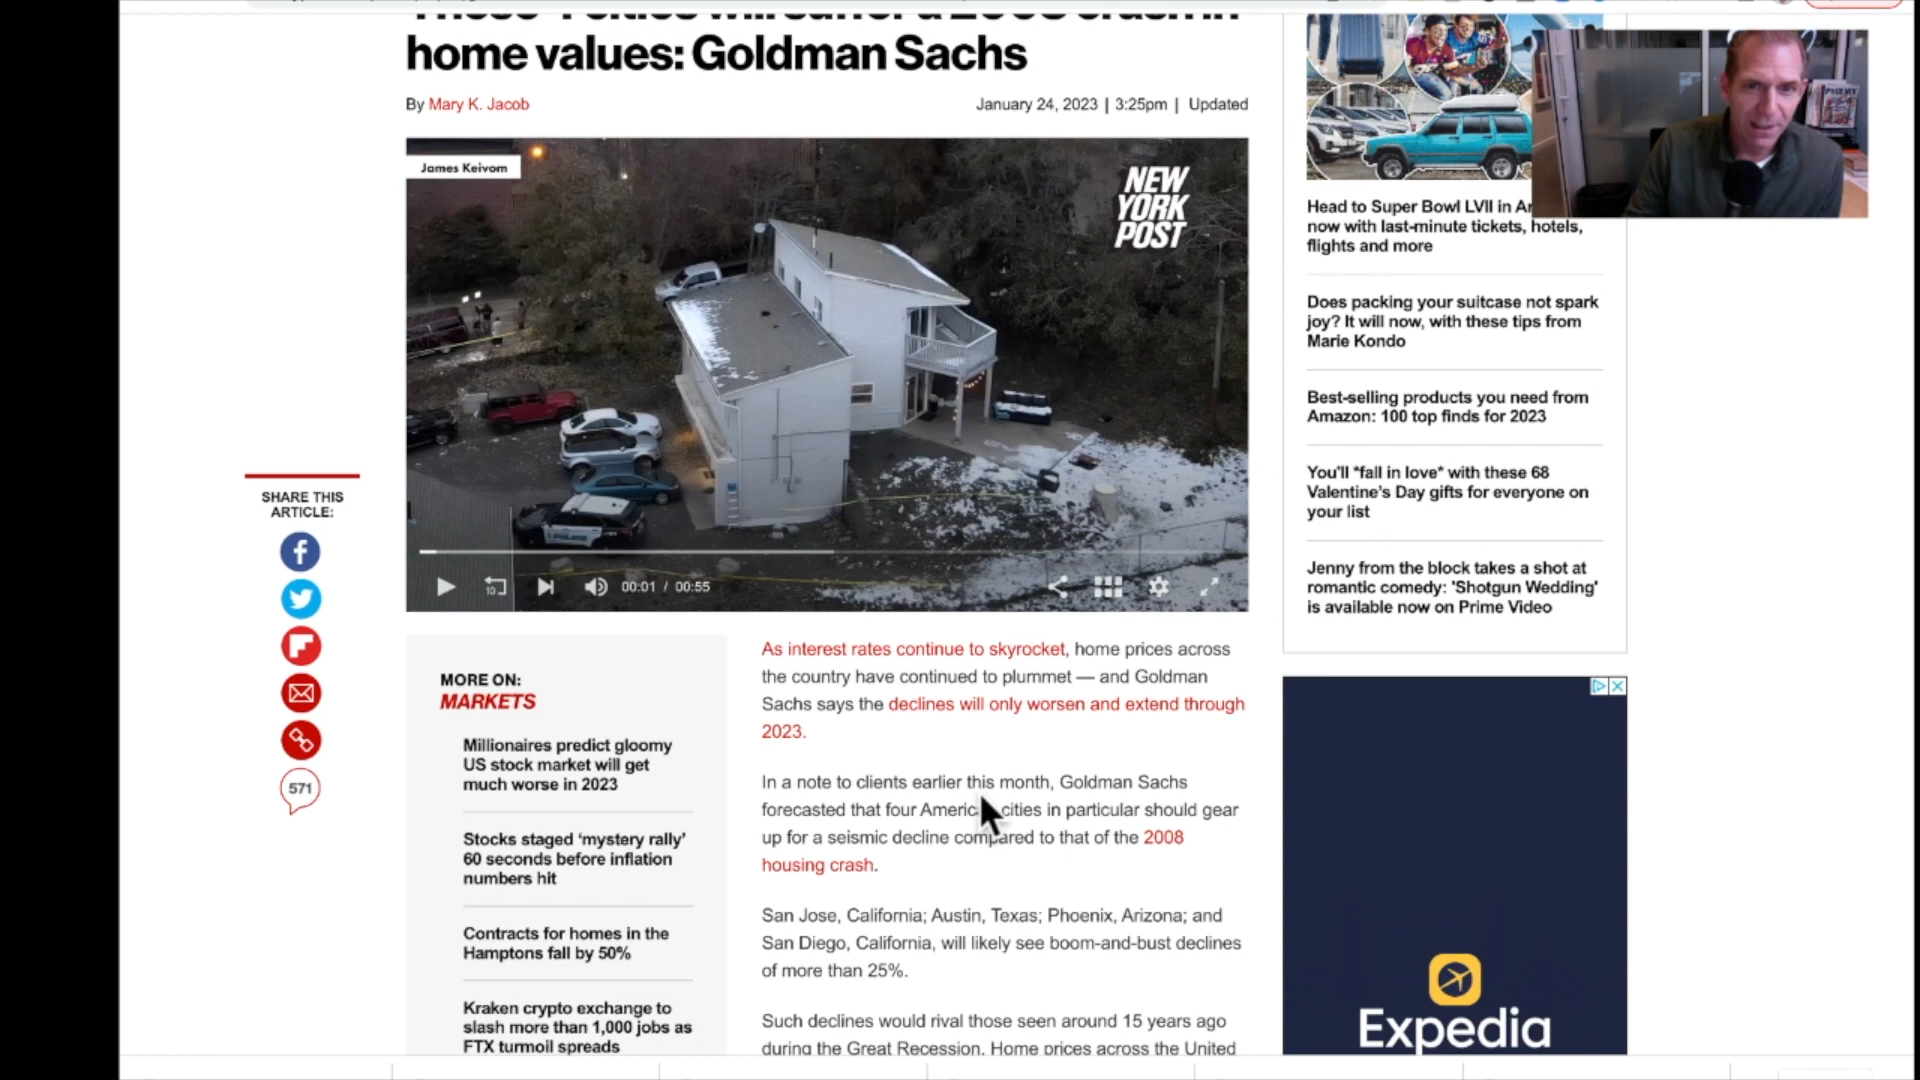 These 4 cities will suffer a 2008 crash in
home values: Goldman Sachs
By Mary K. Jacob
January 24, 2023 | 3:25pm | Updated
James Keivom
NEW
YORK
POST
POLICE
00:01 / 00:55
SHARE THIS
ARTICLE:
571
MORE ON:
MARKETS
Millionaires predict gloomy
US stock market will get
much worse in 2023
Stocks staged ‘mystery rally’
60 seconds before inflation
numbers hit
Contracts for homes in the
Hamptons fall by 50%
Kraken crypto exchange to
slash more than 1,000 jobs as
FTX turmoil spreads
As interest rates continue to skyrocket, home prices across
the country have continued to plummet — and Goldman
Sachs says the declines will only worsen and extend through
2023.
In a note to clients earlier this month, Goldman Sachs
forecasted that four American cities in particular should gear
up for a seismic decline compared to that of the 2008
housing crash.
San Jose, California; Austin, Texas; Phoenix, Arizona; and
San Diego, California, will likely see boom-and-bust declines
of more than 25%.
Such declines would rival those seen around 15 years ago
during the Great Recession. Home prices across the United
Head to Super Bowl LVII in
now with last-minute tickets, hotels,
flights and more
Does packing your suitcase not spark
joy? It will now, with these tips from
Marie Kondo
Best-selling products you need from
Amazon: 100 top finds for 2023
You'll *fall in love* with these 68
Valentine's Day gifts for everyone on
your list
Jenny from the block takes a shot at
romantic comedy: 'Shotgun Wedding'
is available now on Prime Video
Expedia